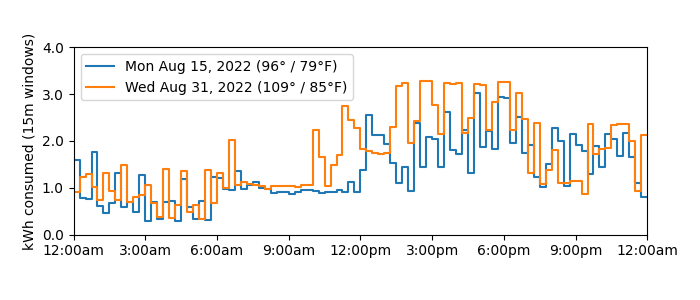 4.0
3.0
2.0
1.0
0.0
kWh consumed (15m windows)
Mon Aug 15, 2022 (96° / 79°F)
Wed Aug 31, 2022 (109° / 85°F)
12:00am 3:00am 6:00am 9:00am 12:00pm 3:00pm 6:00pm 9:00pm 12:00am